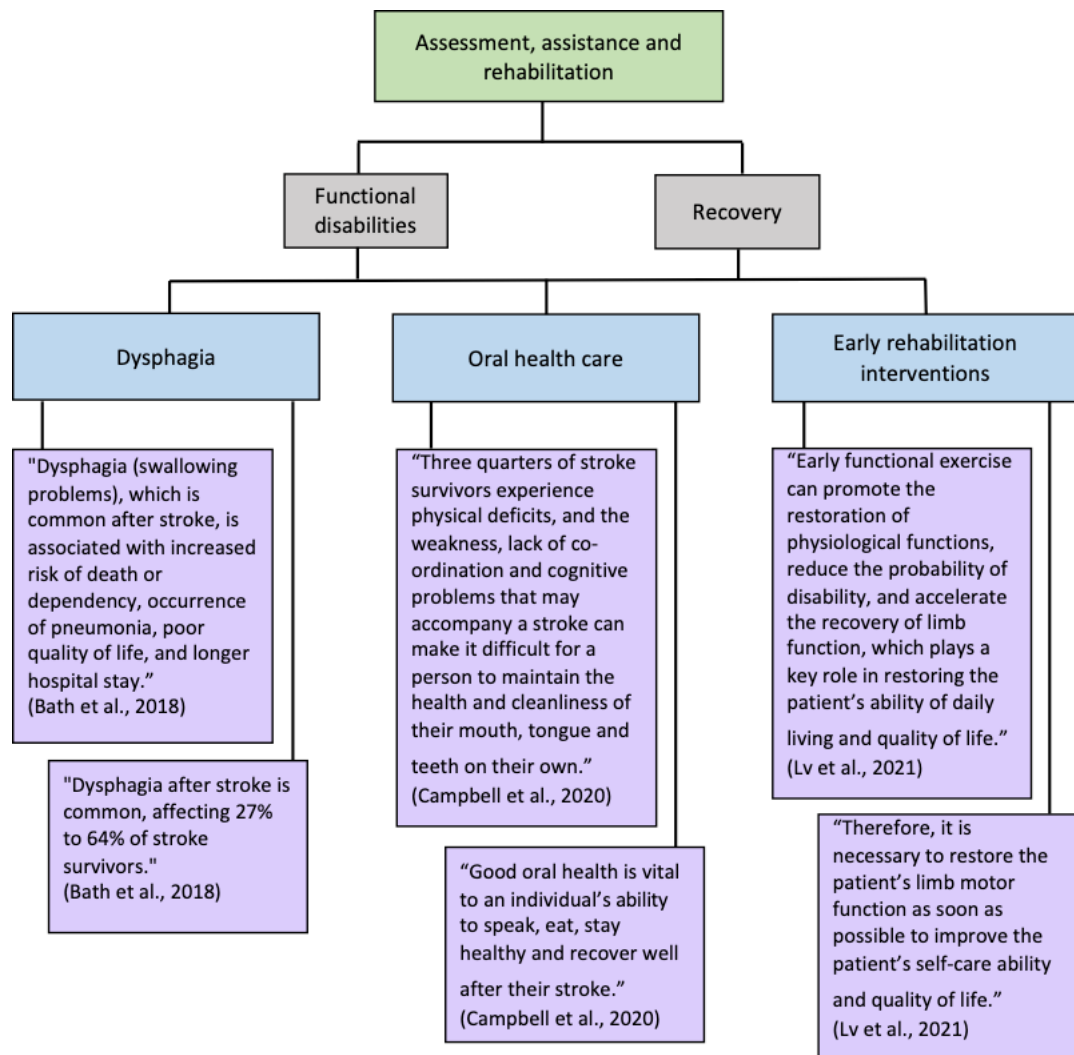 Assessment, assistance and
rehabilitation
Functional
disabilities
Recovery
Dysphagia
Oral health care
Early rehabilitation
interventions
"Dysphagia (swallowing
problems), which is
common after stroke, is
associated with increased
risk of death or
dependency, occurrence
of pneumonia, poor
quality of life, and longer
hospital stay.”
(Bath et al., 2018)
"Dysphagia after stroke is
common, affecting 27%
to 64% of stroke
survivors."
(Bath et al., 2018)
“Three quarters of stroke
survivors experience
physical deficits, and the
weakness, lack of co-
ordination and cognitive
problems that may
accompany a stroke can
make it difficult for a
person to maintain the
health and cleanliness of
their mouth, tongue and
teeth on their own.”
(Campbell et al., 2020)
“Good oral health is vital
to an individual’s ability
to speak, eat, stay
healthy and recover well
after their stroke.”
(Campbell et al., 2020)
“Early functional exercise
can promote the
restoration of
physiological functions,
reduce the probability of
disability, and accelerate
the recovery of limb
function, which plays a
key role in restoring the
patient’s ability of daily
living and quality of life.”
(Lv et al., 2021)
“Therefore, it is
necessary to restore the
patient’s limb motor
function as soon as
possible to improve the
patient’s self-care ability
and quality of life.”
(Lv et al., 2021)